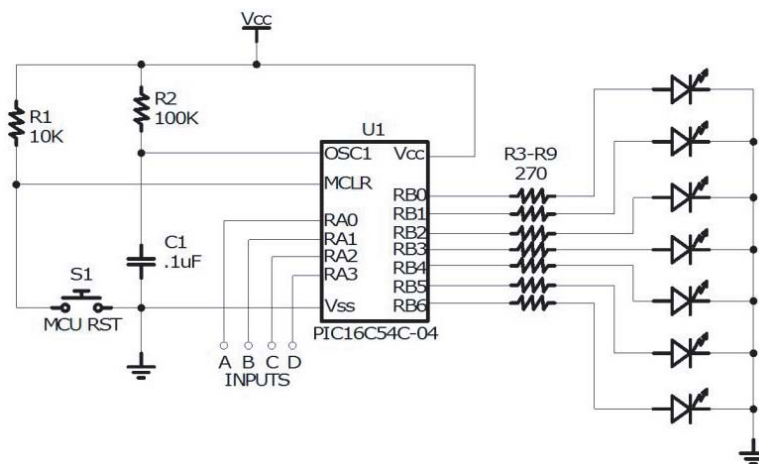 Vcc
R1
10K
R2
100K
U1
OSC1
Vcc
MCLR
R3-R9
270
RB0
RA0
RB1
RA1
RB2
RA2
RB3
RA3
RB4
RB5
RB6
C1
.1uF
S1
MCU RST
Vss
PIC16C54C-04
A B C D
INPUTS